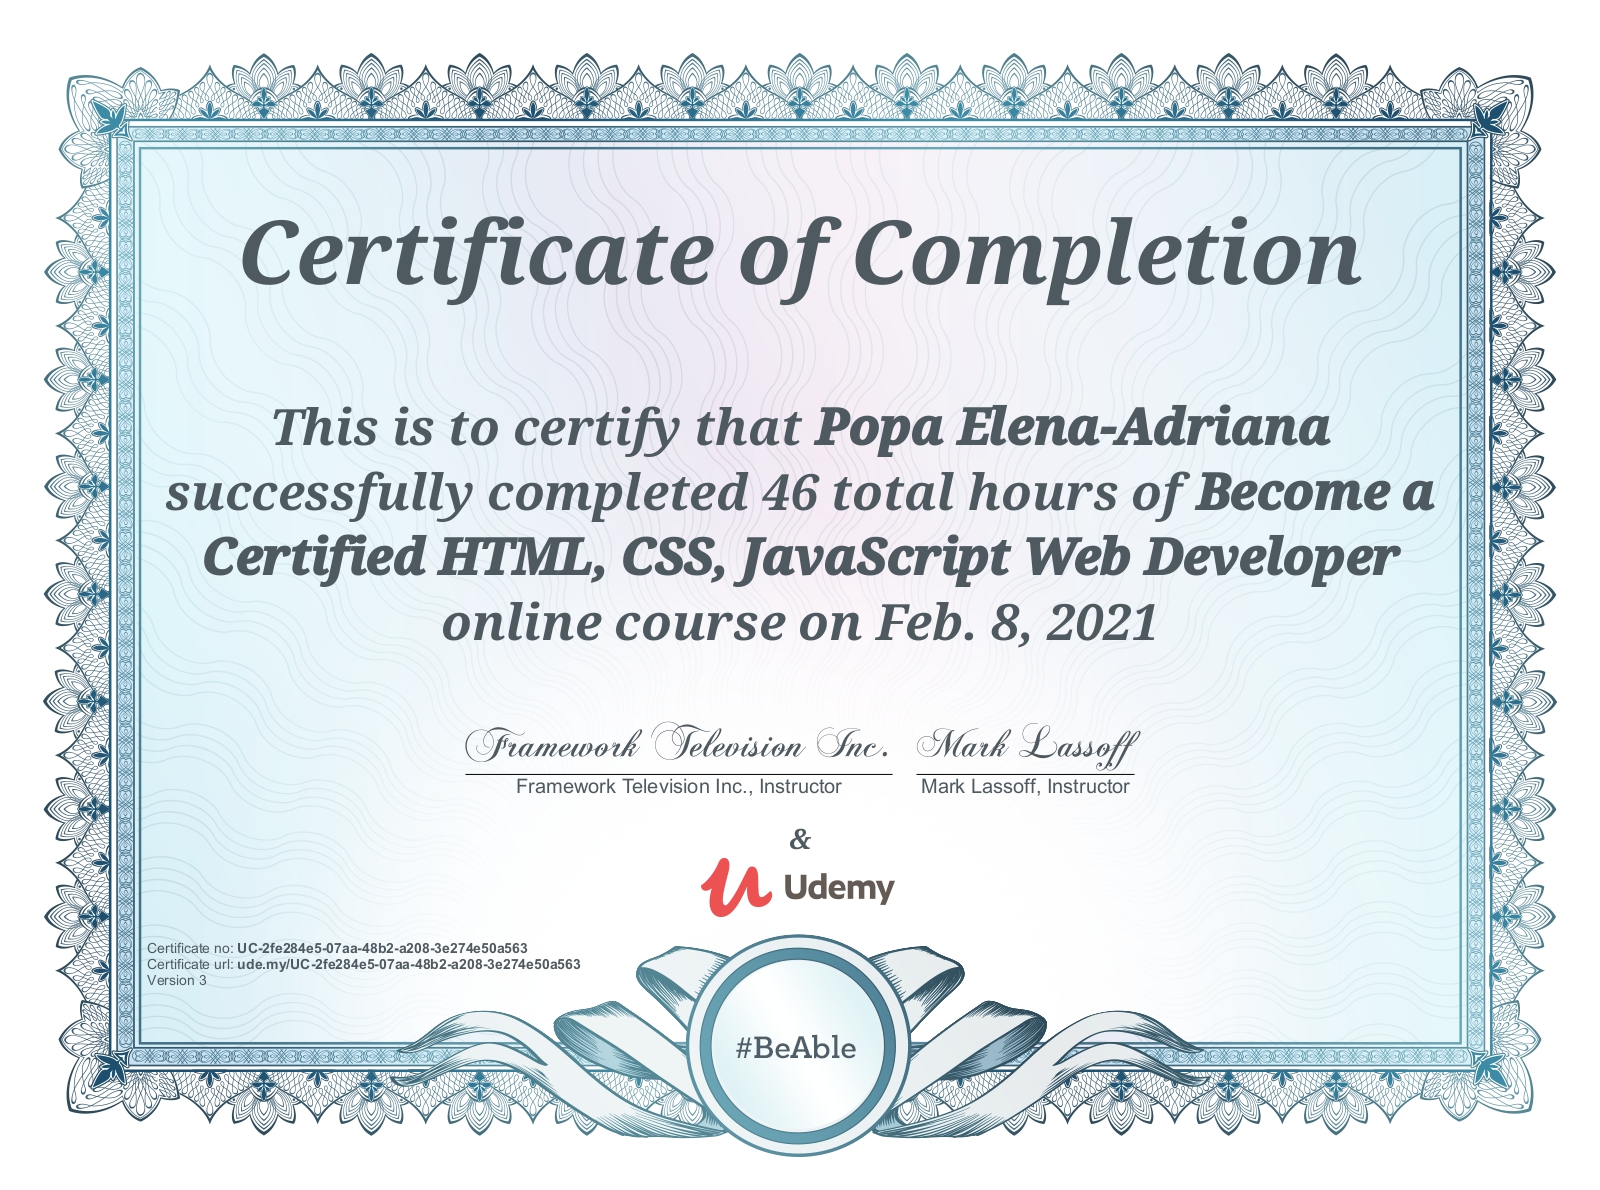 Certificate of Completion
This is to certify that Popa Elena-Adriana
successfully completed 46 total hours of Become a
Certified HTML, CSS, JavaScript Web Developer
online course on Feb. 8, 2021
Framework Television Inc. Mark Lassoff
Framework Television Inc., Instructor Mark Lassoff, Instructor
&
Udemy
Certificate no: UC-2fe284e5-07aa-48b2-a208-3e274e50a563
Certificate url: ude.my/UC-2fe284e5-07aa-48b2-a208-3e274e50a563
Version 3
#BeAble